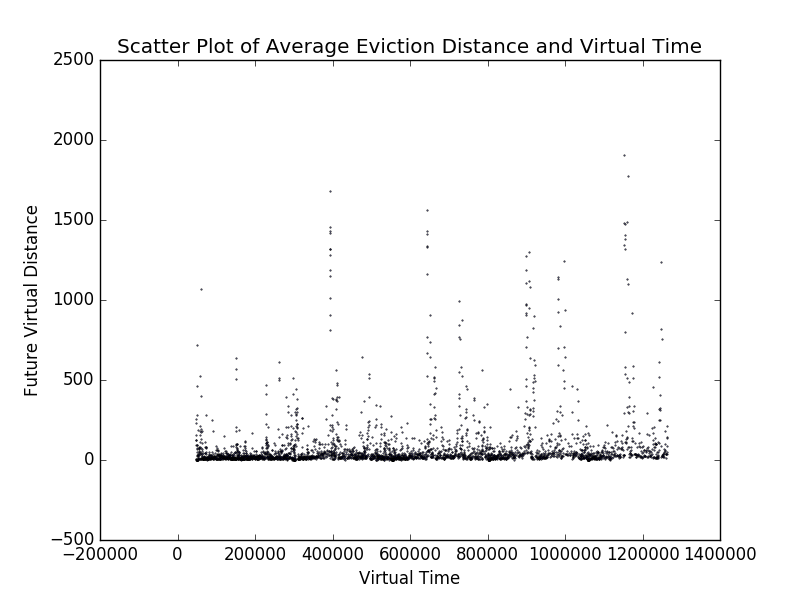 Scatter Plot of Average Eviction Distance and Virtual Time
2500
2000
1500
1000
500
0
−500
−200000 0 200000 400000 600000 800000 1000000 1200000 1400000
Future Virtual Distance
Virtual Time